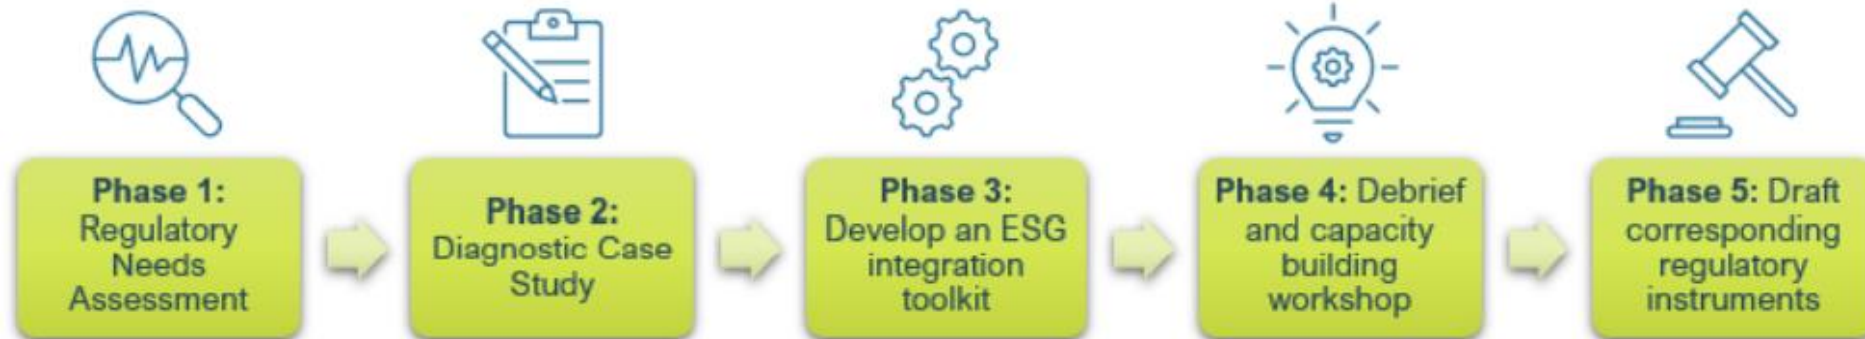 Phase 1:
Regulatory
Needs
Assessment
Phase 2:
Diagnostic Case
Study
Phase 3:
Develop an ESG
integration
toolkit
Phase 4: Debrief
and capacity
building
workshop
Phase 5: Draft
corresponding
regulatory
instruments